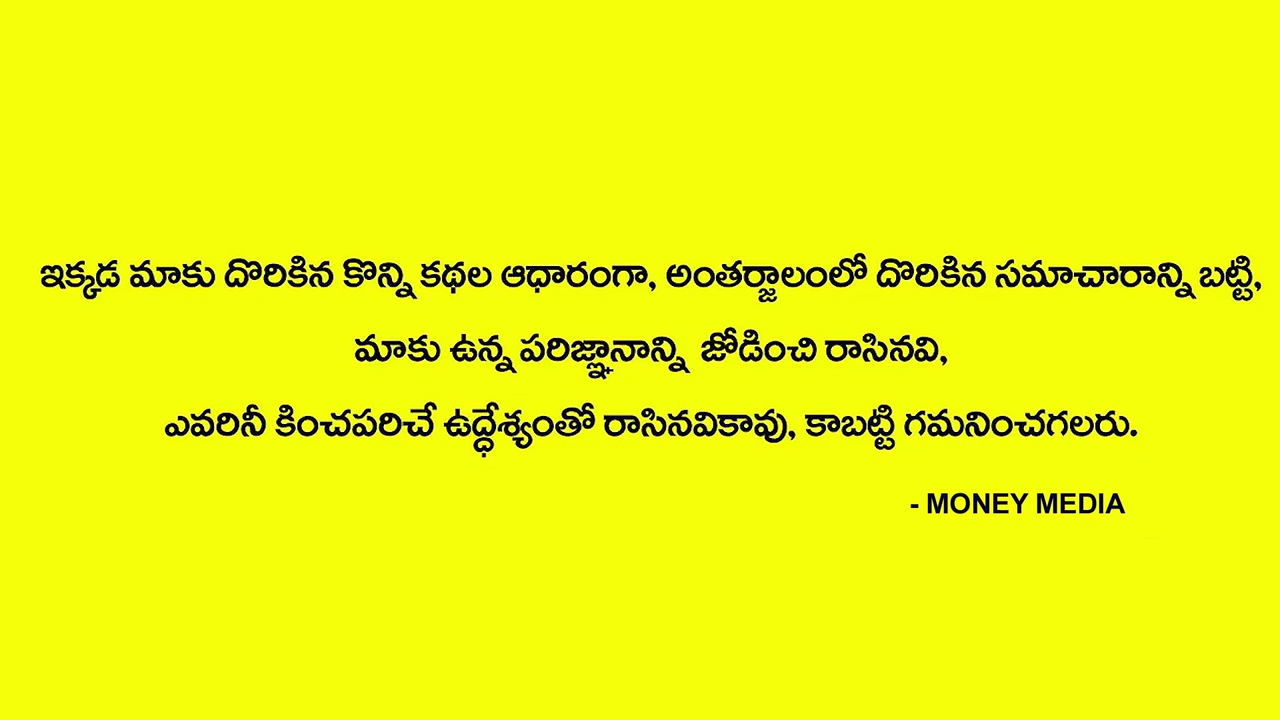 ఇక్కడ మాకు దొరికిన కొన్ని కథల ఆధారంగా, అంతర్జాలంలో దొరికిన సమాచారాన్ని బట్టి,
మాకు ఉన్న పరిజ్ఞానాన్ని జోడించి రాసినవి,
ఎవరినీ కించపరిచే ఉద్ధేశ్యంతో రాసినవికావు, కాబట్టి గమనించగలరు.
- MONEY MEDIA